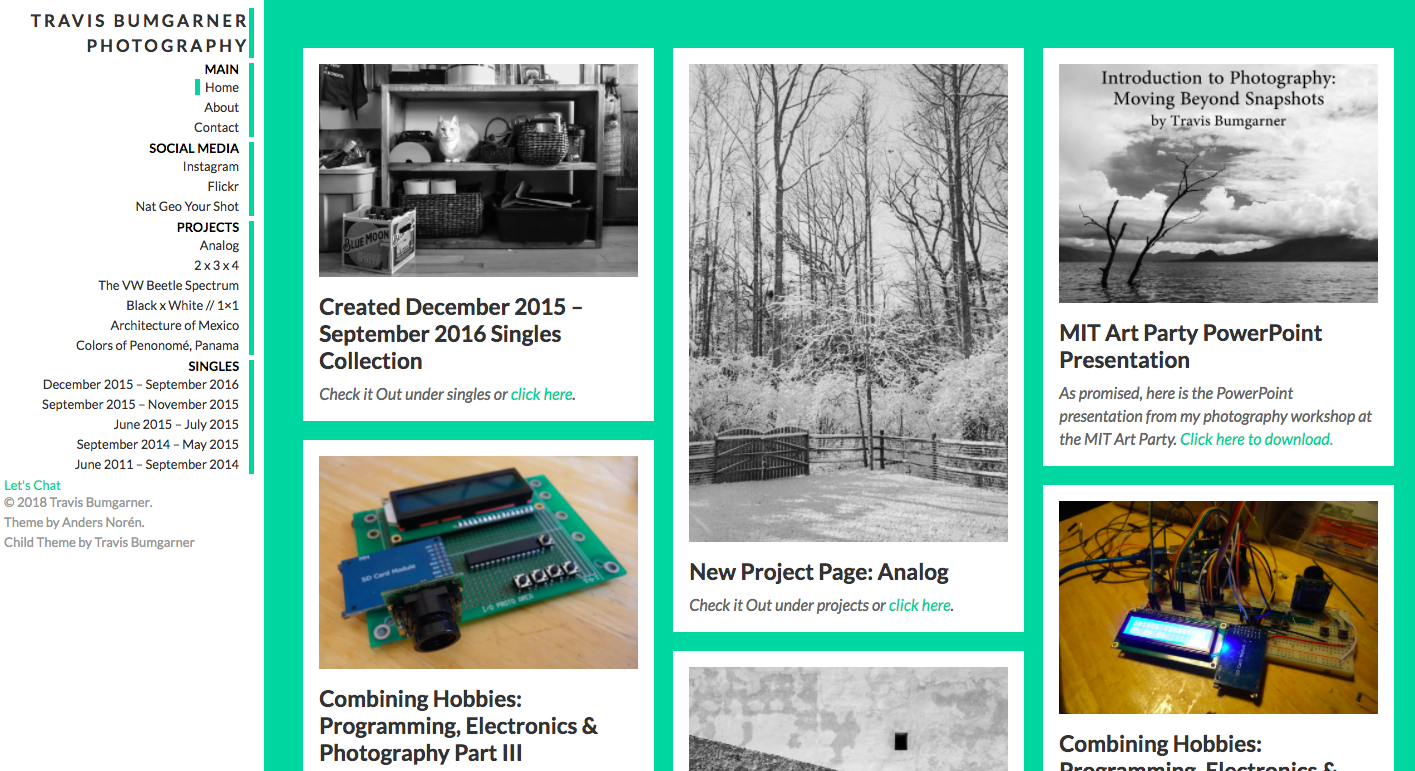 TRAVIS BUMGARNER
PHOTOGRAPHY
MAIN
Home
About
Contact
SOCIAL MEDIA
Instagram
Flickr
Nat Geo Your Shot
PROJECTS
Analog
2 x 3 x 4
The VW Beetle Spectrum
Black x White // 1×1
Architecture of Mexico
Colors of Penonomé, Panama
SINGLES
December 2015 – September 2016
September 2015 – November 2015
June 2015 – July 2015
September 2014 – May 2015
June 2011 – September 2014
Let's Chat
© 2018 Travis Bumgarner.
Theme by Anders Norén.
Child Theme by Travis Bumgarner
BLUE MOON
Created December 2015 –
September 2016 Singles
Collection
Check it Out under singles or click here.
SD Card Module
I/O PROTO AREA
Combining Hobbies:
Programming, Electronics &
Photography Part III
New Project Page: Analog
Check it Out under projects or click here.
Introduction to Photography:
Moving Beyond Snapshots
by Travis Bumgarner
MIT Art Party PowerPoint
Presentation
As promised, here is the PowerPoint
presentation from my photography workshop at
the MIT Art Party. Click here to download.
Combining Hobbies:
Programming, Electronics &